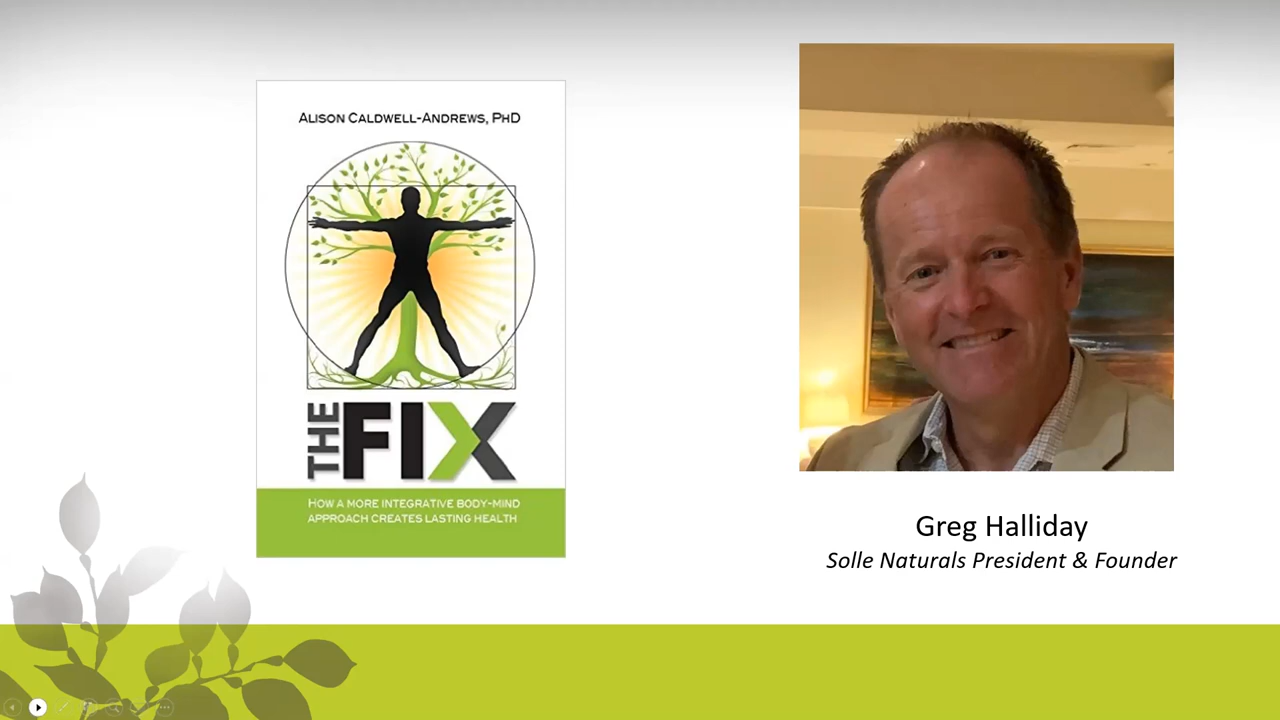 ALISON CALDWELL-ANDREWS, PHD
THE FIX
HOW A MORE INTEGRATIVE BODY-MIND
APPROACH CREATES LASTING HEALTH
Greg Halliday
Solle Naturals President & Founder